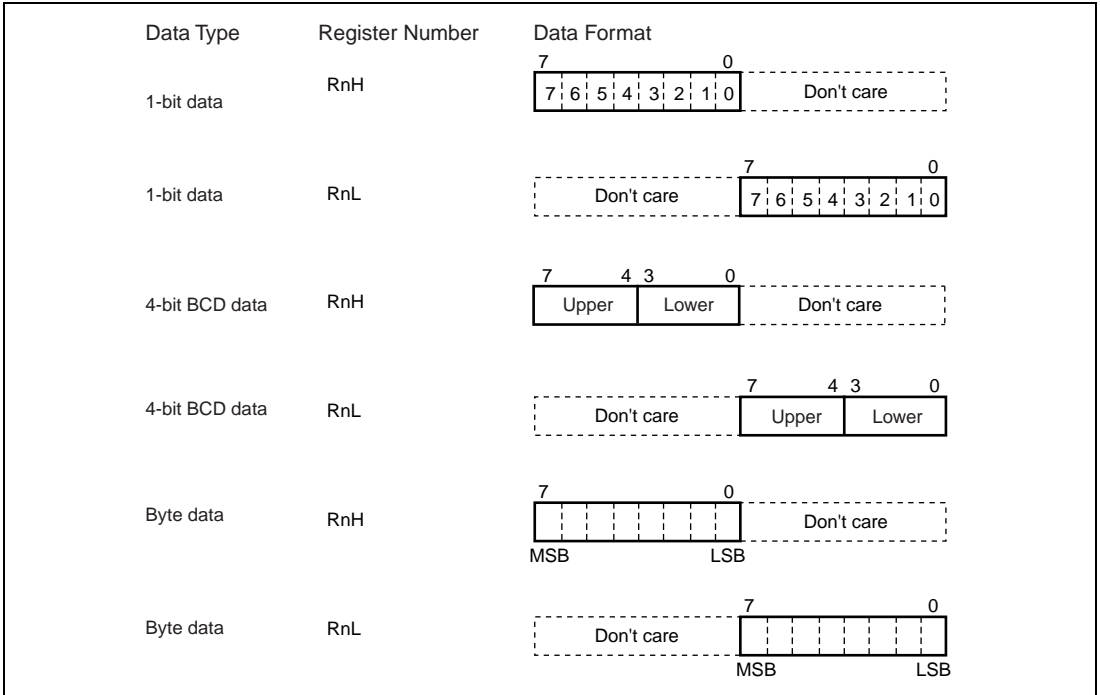 Data Type Register Number Data Format
7 0
1-bit data RnH 7 6 5 4 3 2 1 0 Don't care
7 0
1-bit data RnL Don't care 7 6 5 4 3 2 1 0
7 4 3 0
4-bit BCD data RnH Upper Lower Don't care
7 4 3 0
4-bit BCD data RnL Don't care Upper Lower
7 0
Byte data RnH Don't care
MSB LSB
7 0
Byte data RnL Don't care
MSB LSB